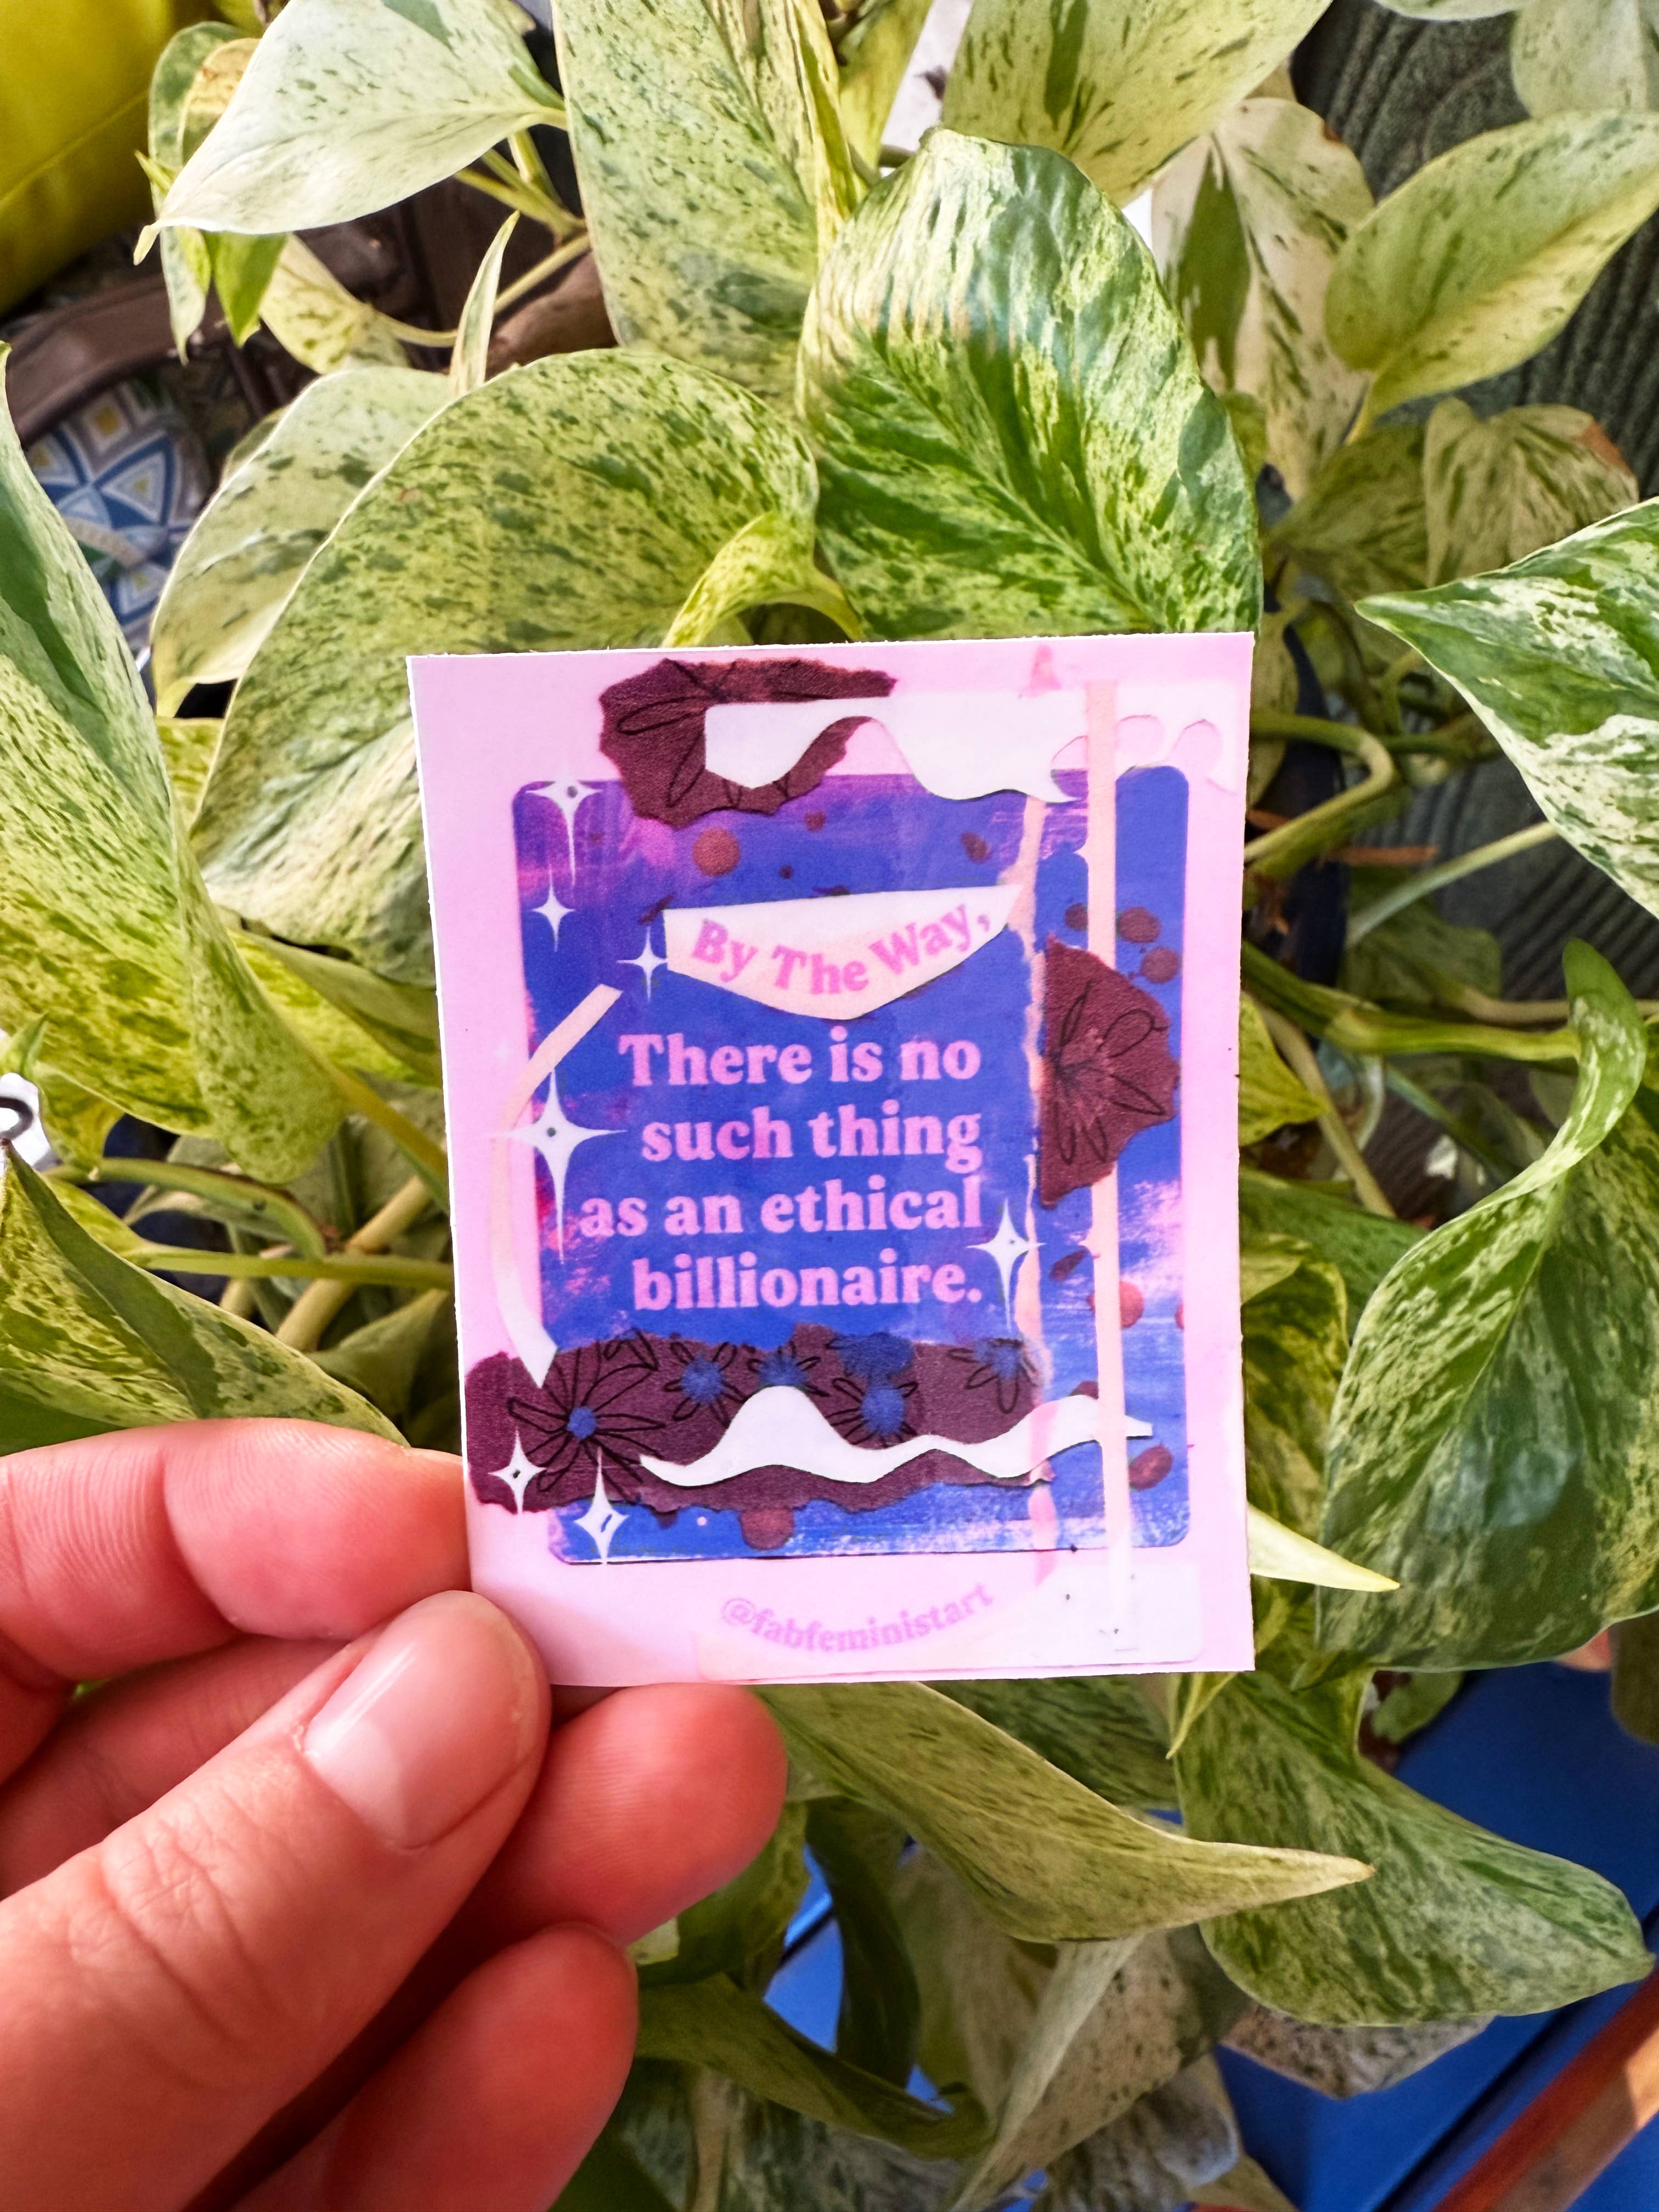 By The Way,
There is no
such thing
as an ethical
billionaire.
@fabfeministart